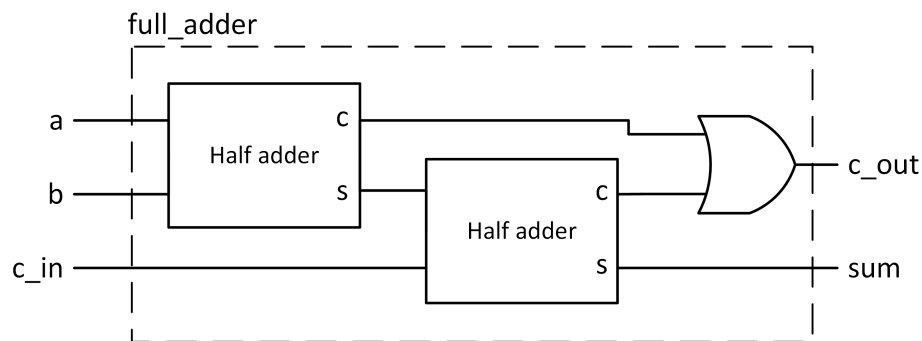 full_adder
a
c
Half adder
b
s
c
c_out
Half adder
c_in
s
sum